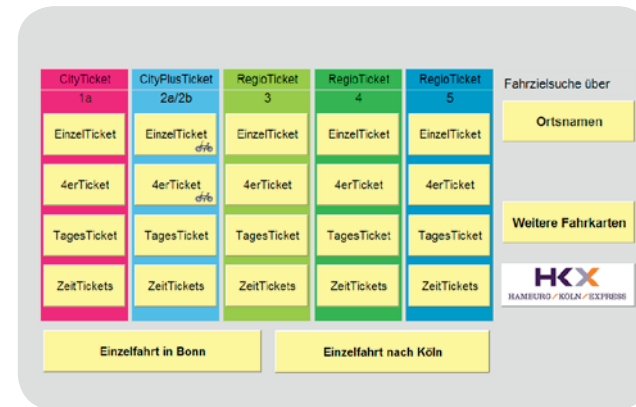 CityTicket CityPlusTicket RegioTicket RegioTicket RegioTicket
1a 2a/2b 3 4 5
Fahrzielsuche über
EinzelTicket EinzelTicket EinzelTicket EinzelTicket EinzelTicket
Ortsnamen
4erTicket 4erTicket 4erTicket 4erTicket 4erTicket
TagesTicket TagesTicket TagesTicket TagesTicket TagesTicket
Weitere Fahrkarten
ZeitTickets ZeitTickets ZeitTickets ZeitTickets ZeitTickets
HKX
HAMBURG/KÖLN/EXPRESS
Einzelfahrt in Bonn Einzelfahrt nach Köln